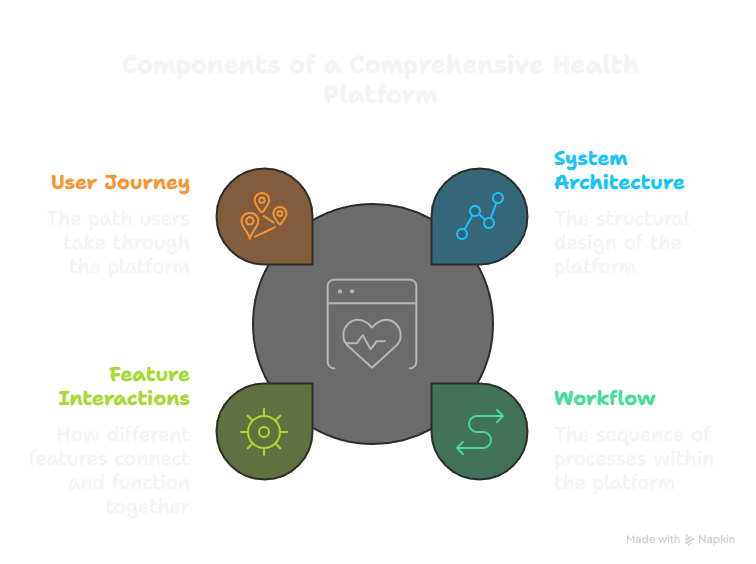 Components of a Comprehensive Health
Platform
User Journey
The path users
take through
the platform
System
Architecture
The structural
design of the
platform
Feature
Interactions
How different
features connect
and function
together
Workflow
The sequence of
processes within
the platform
Made with Napkin